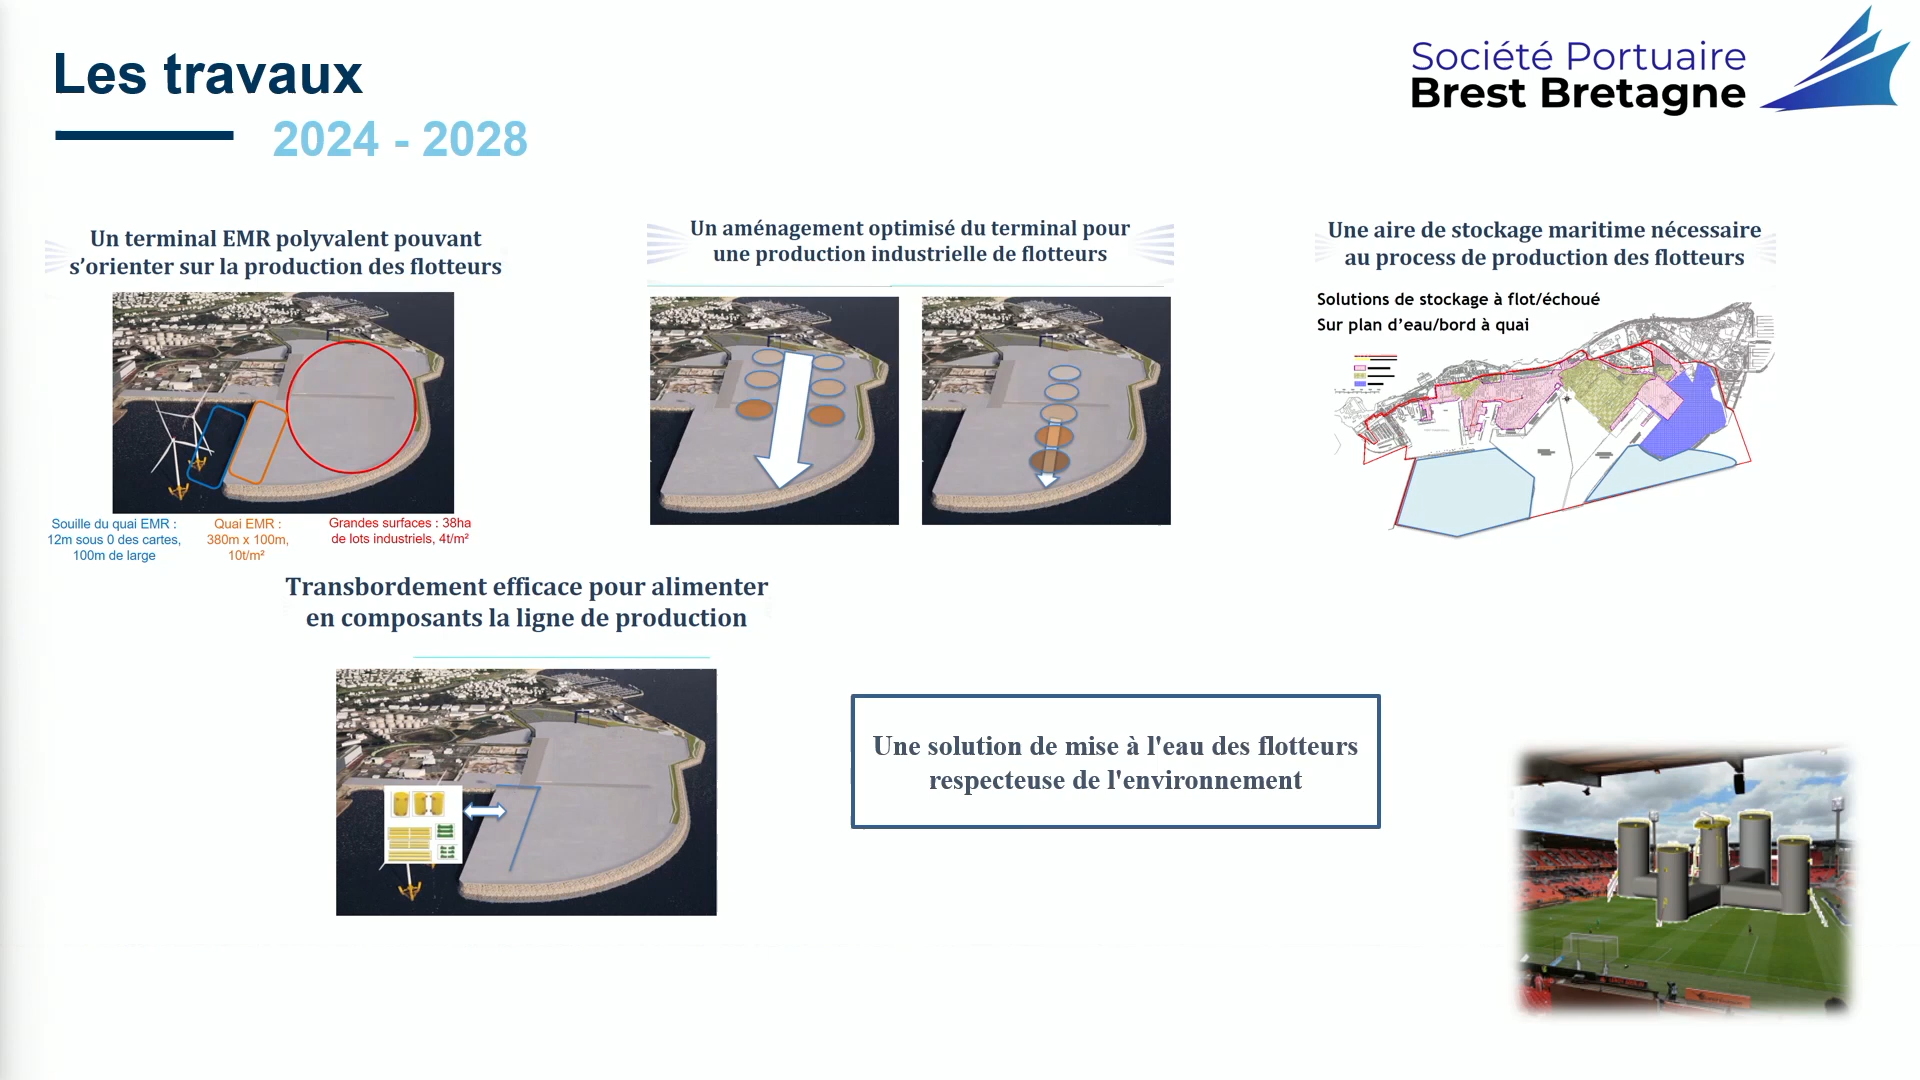 Les travaux
2024 - 2028
Société Portuaire
Brest Bretagne
Un terminal EMR polyvalent pouvant
s’orienter sur la production des flotteurs
Souille du quai EMR :
12m sous 0 des cartes,
100m de large
Quai EMR :
380m x 100m,
10t/m²
Grandes surfaces : 38ha
de lots industriels, 4t/m²
Un aménagement optimisé du terminal pour
une production industrielle de flotteurs
Une aire de stockage maritime nécessaire
au process de production des flotteurs
Solutions de stockage à flot/échoué
Sur plan d’eau/bord à quai
Transbordement efficace pour alimenter
en composants la ligne de production
Une solution de mise à l'eau des flotteurs
respecteuse de l'environnement